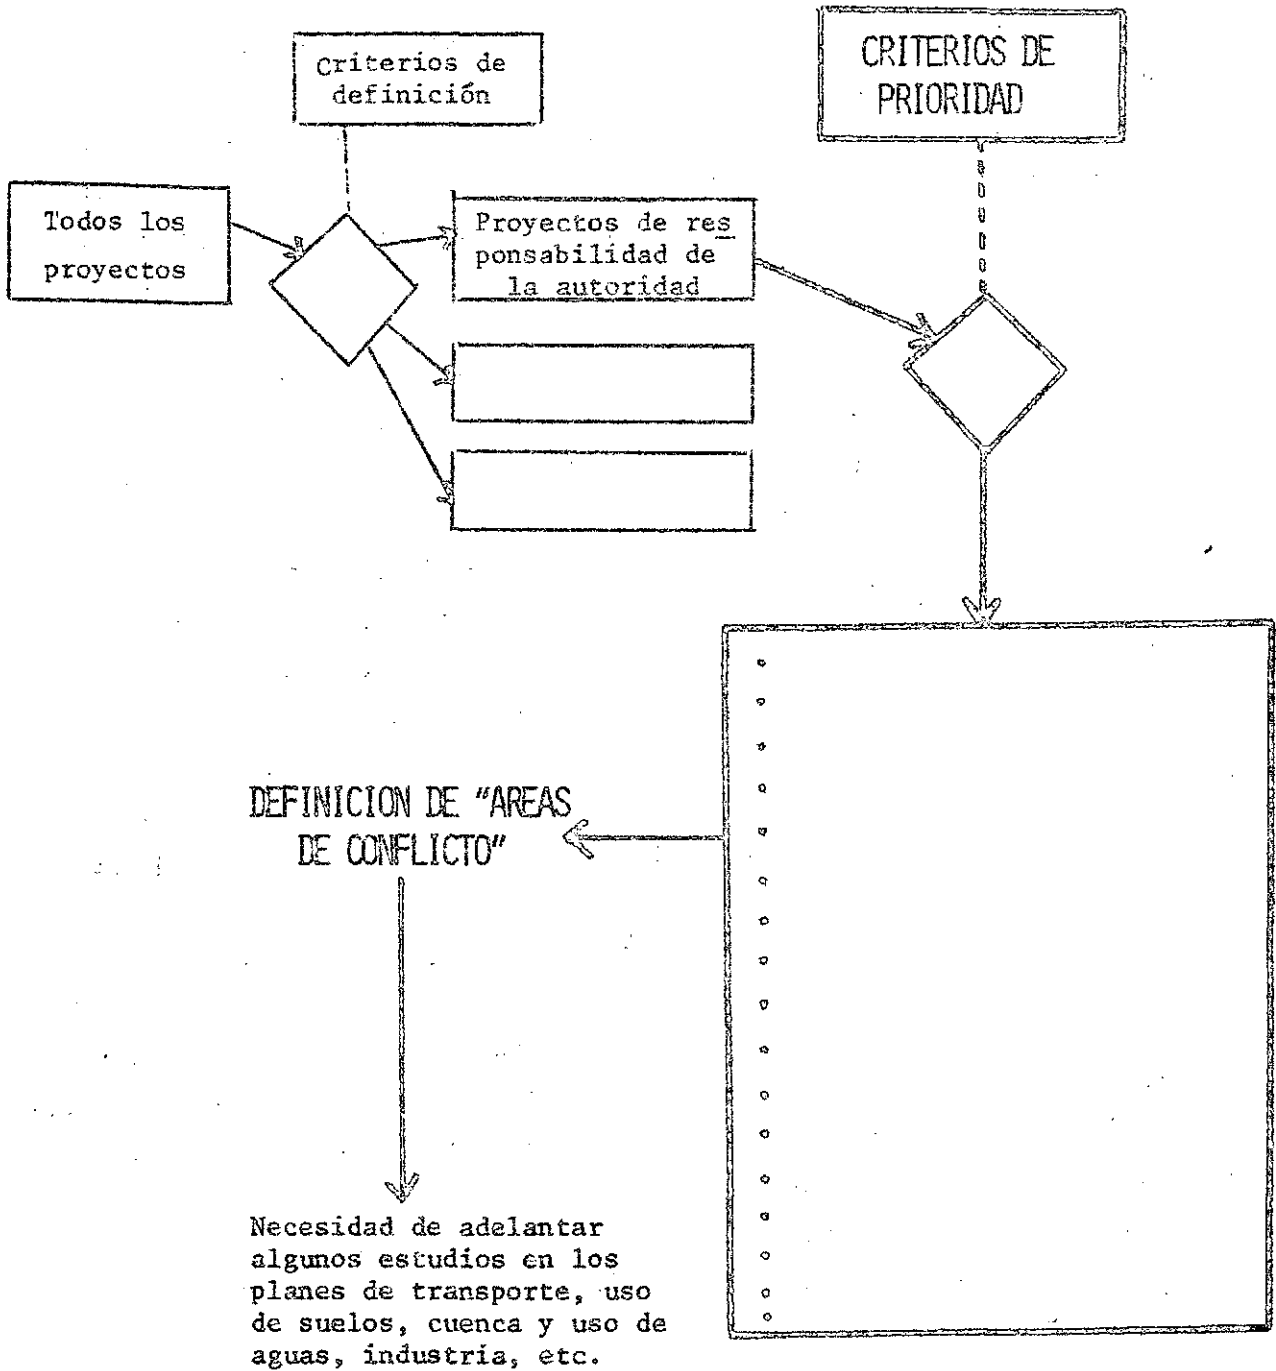 Criterios de
definición
CRITERIOS DE
PRIORIDAD
Todos los
proyectos
Proyectos de res
ponsabilidad de
la autoridad
DEFINICION DE "AREAS
DE CONFLICTO"
Necesidad de adelantar
algunos estudios en los
planes de transporte, uso
de suelos, cuenca y uso de
aguas, industria, etc.